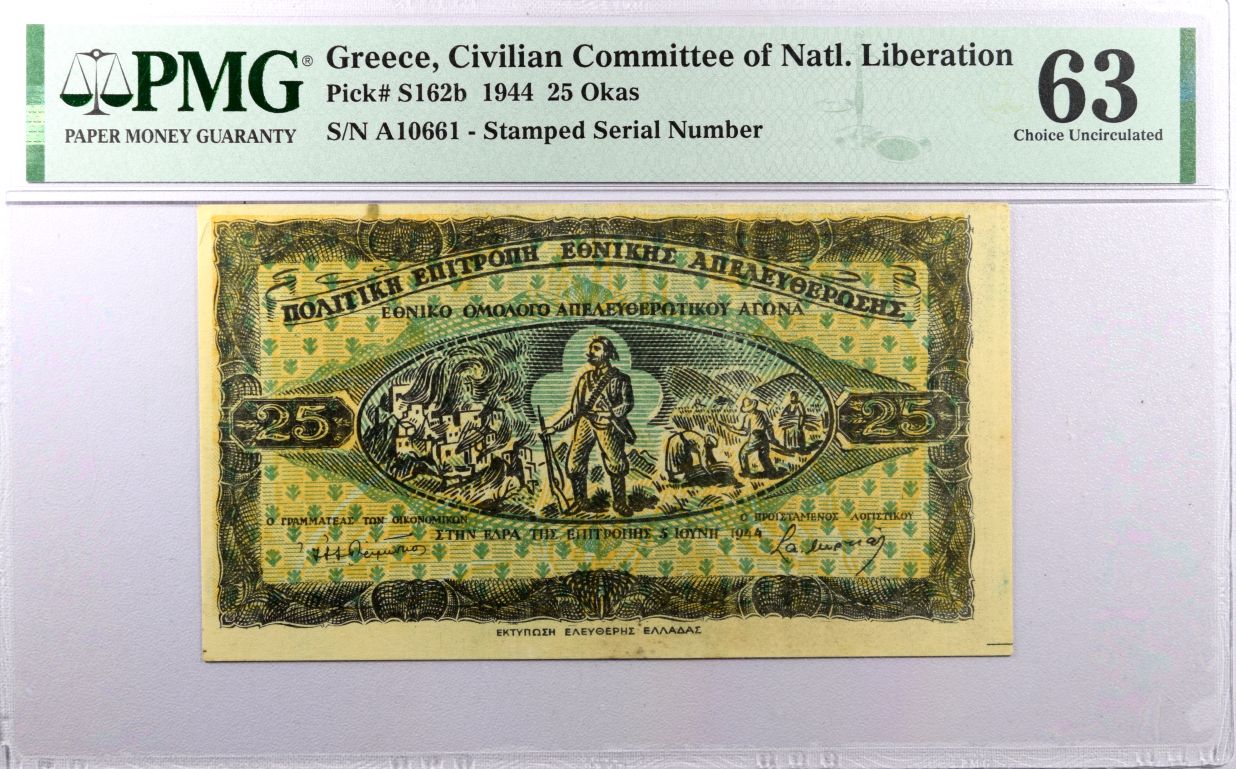 PMG®
PAPER MONEY GUARANTY
Greece, Civilian Committee of Natl. Liberation
Pick# S162b 1944 25 Okas
S/N A10661 - Stamped Serial Number
63
Choice Uncirculated
ΠΟΛΙΤΙΚΗ ΕΠΙΤΡΟΠΗ ΕΘΝΙΚΗΣ ΑΠΕΛΕΥΘΕΡΩΣΗΣ
ΕΘΝΙΚΟ ΟΜΟΛΟΓΟ ΑΠΕΛΕΥΘΕΡΩΤΙΚΟΥ ΑΓΩΝΑ
25
25
Ο ΓΡΑΜΜΑΤΕΑΣ ΤΩΝ ΟΙΚΟΝΟΜΙΚΩΝ
Ο ΠΡΟΙΣΤΑΜΕΝΟΣ ΛΟΓΙΣΤΙΚΟΥ
ΣΤΗΝ ΕΔΡΑ ΤΗΣ ΕΠΙΤΡΟΠΗΣ 5 ΙΟΥΝΗ 1944
ΕΚΤΥΠΩΣΗ ΕΛΕΥΘΕΡΗΣ ΕΛΛΑΔΑΣ